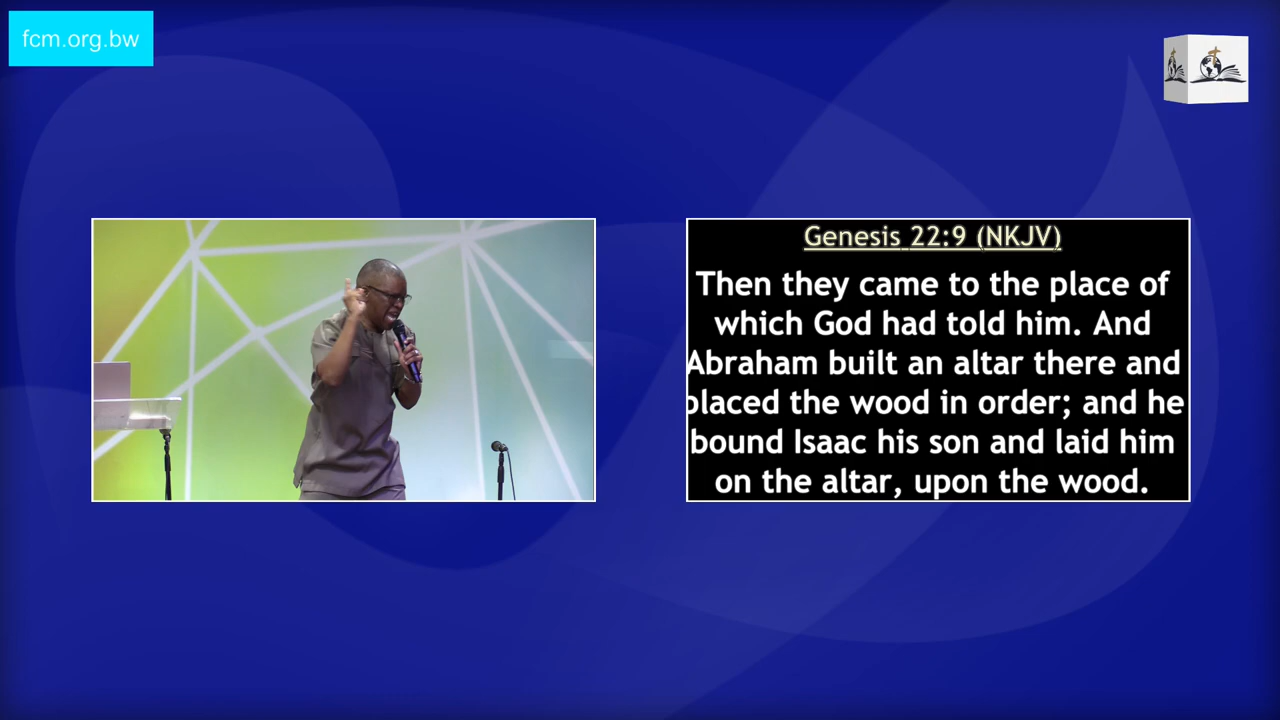 fcm.org.bw
Genesis 22:9 (NKJV)
Then they came to the place of
which God had told him. And
Abraham built an altar there and
placed the wood in order; and he
bound Isaac his son and laid him
on the altar, upon the wood.